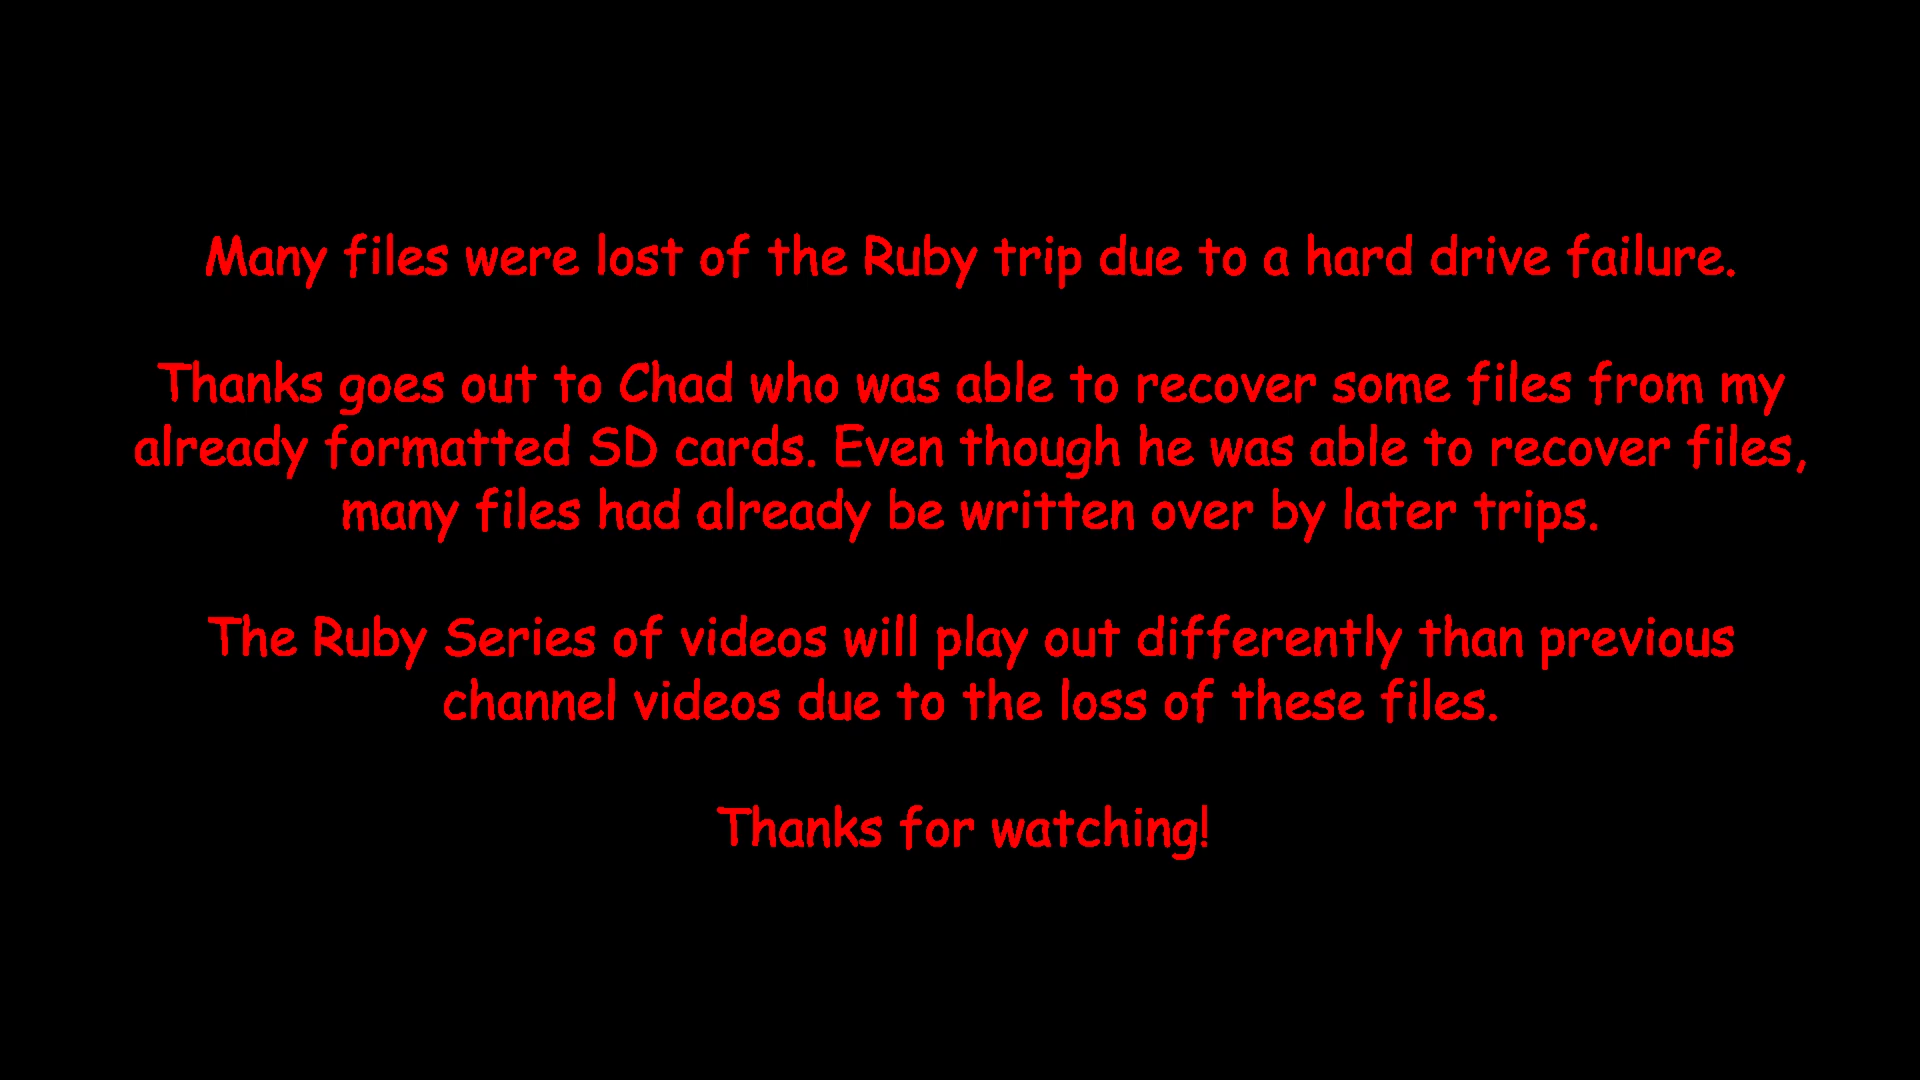 Many files were lost of the Ruby trip due to a hard drive failure.
Thanks goes out to Chad who was able to recover some files from my
already formatted SD cards. Even though he was able to recover files,
many files had already be written over by later trips.
The Ruby Series of videos will play out differently than previous
channel videos due to the loss of these files.
Thanks for watching!